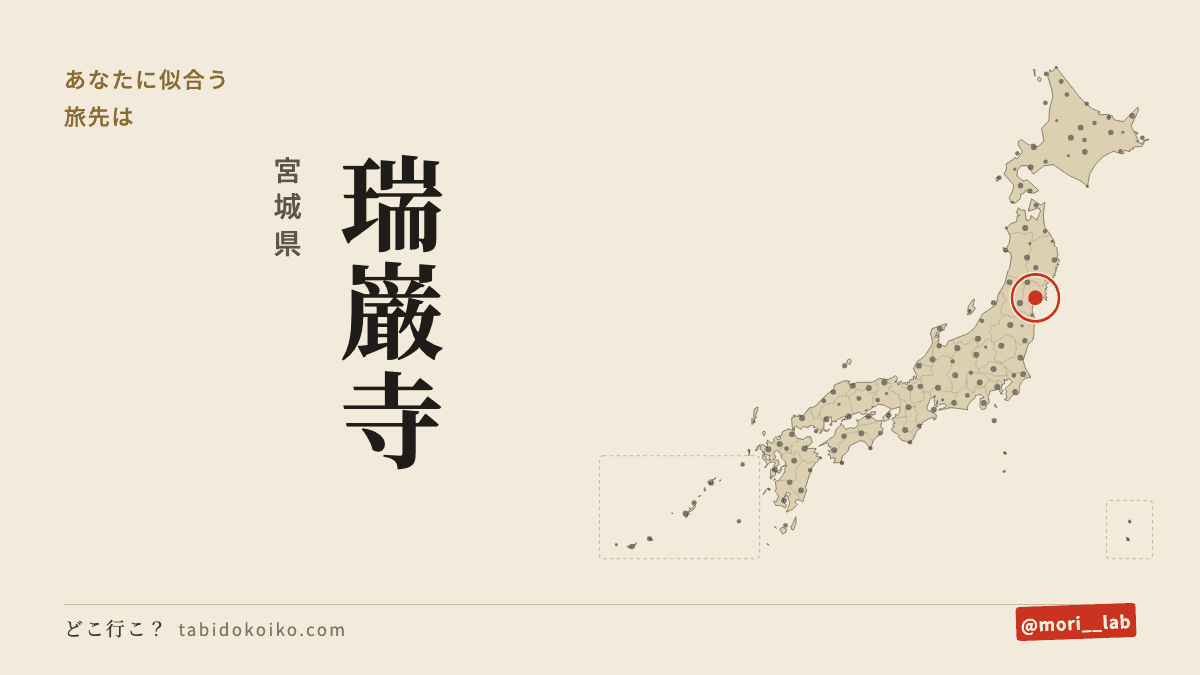 あなたに似合う
旅先は
瑞巌寺
宮城県
どこ行こ？ tabidokoiko.com
@mori__lab